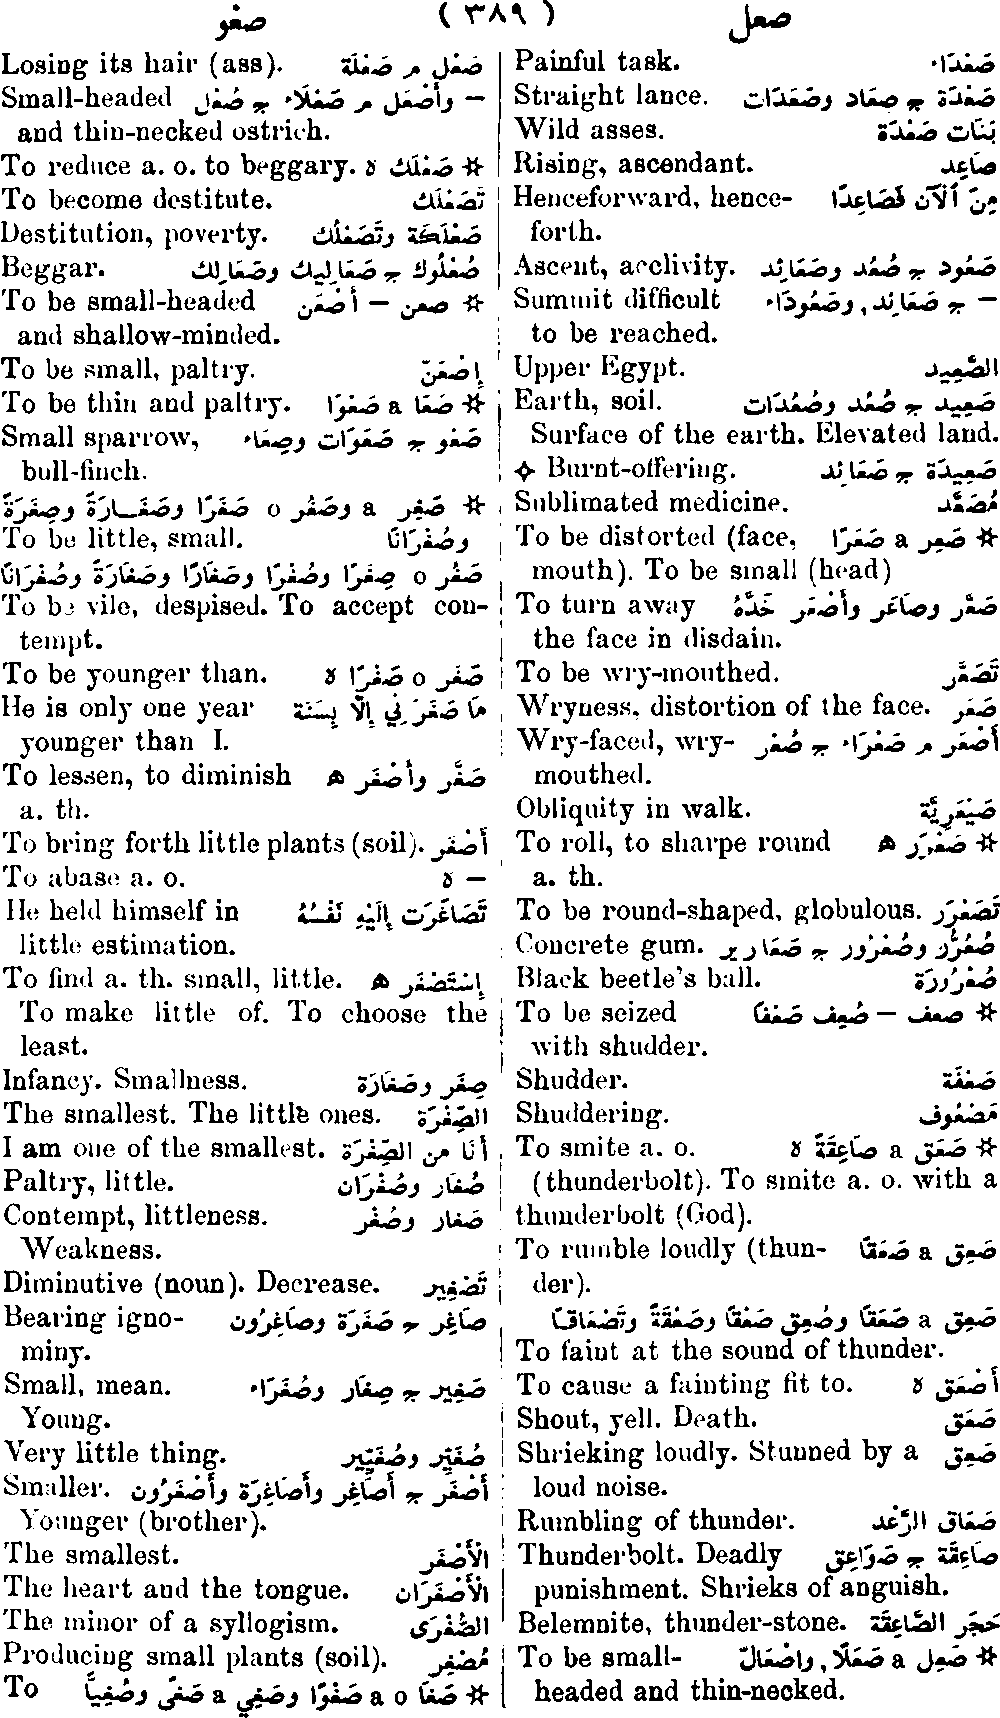 صعل ( ٣٨٩ ) صغو
Painful task. صَعْدَاء
Straight lance. صَعْدَة ج صِعَاد وصَعَدَات
Wild asses. بَنَات صَعْدَة
Rising, ascendant. صَاعِد
Henceforward, hence- مِنَ ٱلْآن فَصَاعِدًا
forth.
Ascent, acclivity. صَعُود ج صُعُد وصَعَائِد
Summit difficult — ج صَعَائِد, وصَعُودَاء
to be reached.
Upper Egypt. الصَّعِيد
Earth, soil. صَعِيد ج صُعُد وصُعُدَات
Surface of the earth. Elevated land.
✧ Burnt-offering. صَعِيدَة ج صَعَائِد
Sublimated medicine. مُصَعَّد
To be distorted (face, ☆ صَعِر a صَعَرًا
mouth). To be small (head)
To turn away صَعَّر وصَاعَر وأَصْعَر خَدَّهُ
the face in disdain.
To be wry-mouthed. تَصَعَّر
Wryness, distortion of the face. صَعَر
Wry-faced, wry- أَصْعَر م صَعْرَاء ج صُعْر
mouthed.
Obliquity in walk. صَيْعَرِيَّة
To roll, to sharpe round ☆ صَعْرَر ه
a. th.
To be round-shaped, globulous. تَصَعْرَر
Concrete gum. صُعْرُر وصُعْرُور ج صَعَارِير
Black beetle's ball. صُعْرُورَة
To be seized ☆ صعف — صُعِف صَعْفًا
with shudder.
Shudder. صَعْفَة
Shuddering. مَصْعُوف
To smite a. o. ☆ صَعَق a صَاعِقَةً ه
(thunderbolt). To smite a. o. with a
thunderbolt (God).
To rumble loudly (thun- صَعِق a صَعَقًا
der).
صَعِق a صَعَقًا وصُعِق صَعْقًا وصَعْقَةً وتَصْعَاقًا
To faint at the sound of thunder.
To cause a fainting fit to. أَصْعَق ه
Shout, yell. Death. صَعَق
Shrieking loudly. Stunned by a صَعِق
loud noise.
Rumbling of thunder. صَعَاق الرَّعْد
Thunderbolt. Deadly صَاعِقَة ج صَوَاعِق
punishment. Shrieks of anguish.
Belemnite, thunder-stone. حَجَر الصَّاعِقَة
To be small- ☆ صَعِل a صَعَلًا, وٱصْعَالّ
headed and thin-necked.
Losing its hair (ass). صَعْل م صَعْلَة
Small-headed — وأَصْعَل م صَعْلَاء ج صُعْل
and thin-necked ostrich.
To reduce a. o. to beggary. ☆ صَعْلَك ه
To become destitute. تَصَعْلَك
Destitution, poverty. صَعْلَكَة وتَصَعْلُك
Beggar. صُعْلُوك ج صَعَالِيك وصَعَالِك
To be small-headed ☆ صعن — أَصْعَن
and shallow-minded.
To be small, paltry. إِصْعَنّ
To be thin and paltry. ☆ صَعَا a صَعْوًا
Small sparrow, صَعْو ج صَعَوَات وصِعَاء
bull-finch.
☆ صَغِر a وصَغُر o صَغَرًا وصَغَارَةً وصِغَرَةً
To be little, small. وصُغْرَانًا
صَغُر o صِغَرًا وصُغْرًا وصَغَارًا وصَغَارَةً وصُغْرَانًا
To be vile, despised. To accept con-
tempt.
To be younger than. صَغَر o صَغْرًا ه
He is only one year مَا صَغَرَنِي إِلَّا بِسَنَة
younger than I.
To lessen, to diminish صَغَّر وأَصْغَر ه
a. th.
To bring forth little plants (soil). أَصْغَر
To abase a. o. — ه
He held himself in تَصَاغَرَت إِلَيْهِ نَفْسُهُ
little estimation.
To find a. th. small, little. إِسْتَصْغَر ه
To make little of. To choose the
least.
Infancy. Smallness. صِغَر وصَغَارَة
The smallest. The little ones. الصِّغْرَة
I am one of the smallest. أَنَا مِن الصِّغْرَة
Paltry, little. صُغَار وصُغْرَان
Contempt, littleness. صَغَار وصُغْر
Weakness.
Diminutive (noun). Decrease. تَصْغِير
Bearing igno- صَاغِر ج صَغَرَة وصَاغِرُون
miny.
Small, mean. صَغِير ج صِغَار وصُغَرَاء
Young.
Very little thing. صُغَيِّر وصُغَيِّير
Smaller. أَصْغَر ج أَصَاغِر وأَصَاغِرَة وأَصْغَرُون
Younger (brother).
The smallest. الْأَصْغَر
The heart and the tongue. الْأَصْغَرَان
The minor of a syllogism. الصُّغْرَى
Producing small plants (soil). مُصْغِر
To ☆ صَغَا a o صَغْوًا وصَغِي a صَغًى وصُغِيًّا